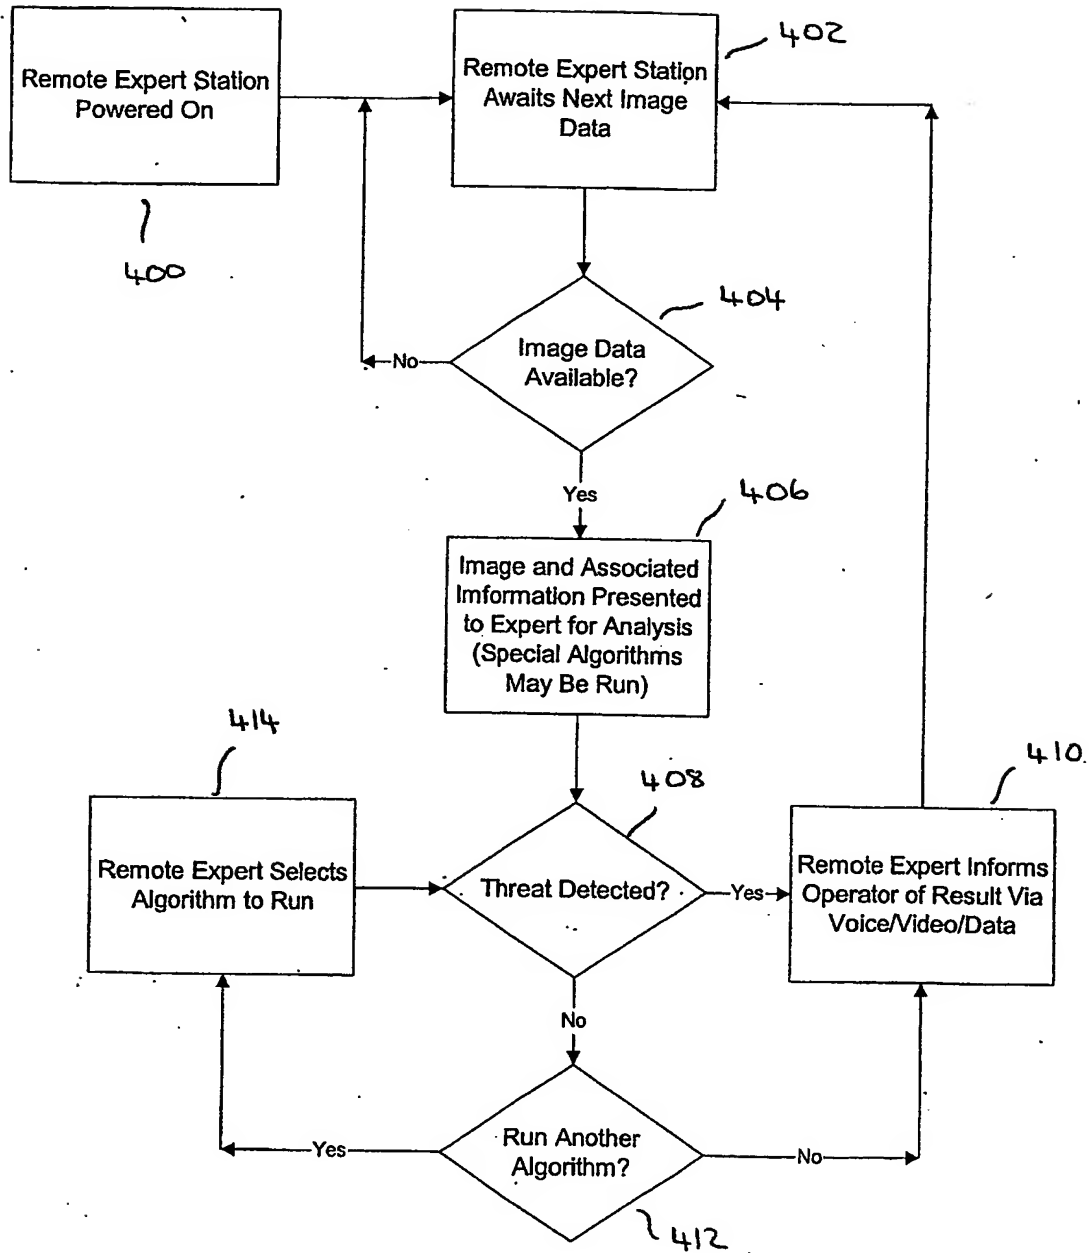 Remote Expert Station
Powered On
400
Remote Expert Station
Awaits Next Image
Data
402
Image Data
Available?
404
No
Yes
Image and Associated
Imformation Presented
to Expert for Analysis
(Special Algorithms
May Be Run)
406
Threat Detected?
408
Yes
No
Remote Expert Informs
Operator of Result Via
Voice/Video/Data
410
Remote Expert Selects
Algorithm to Run
414
Run Another
Algorithm?
412
Yes
No